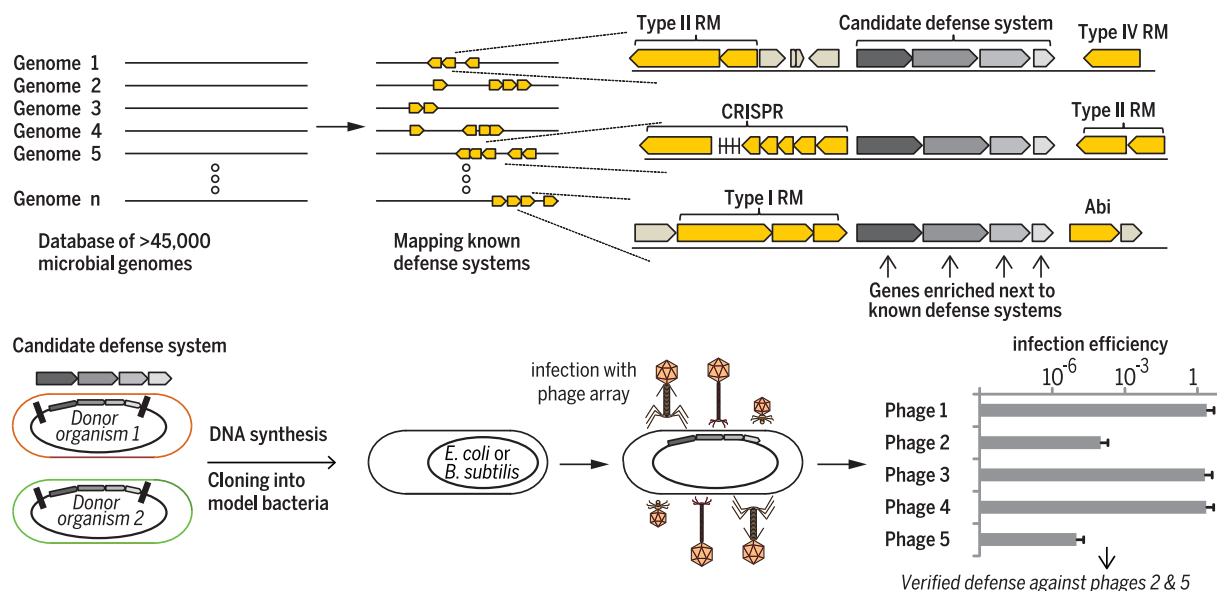 Type II RM
Candidate defense system
Type IV RM
Genome 1
Genome 2
Genome 3
Genome 4
Genome 5
Genome n
CRISPR
Type II RM
Type I RM
Abi
Database of >45,000
microbial genomes
Mapping known
defense systems
Genes enriched next to
known defense systems
Candidate defense system
Donor
organism 1
Donor
organism 2
DNA synthesis
Cloning into
model bacteria
E. coli or
B. subtilis
infection with
phage array
infection efficiency
10-6 10-3 1
Phage 1
Phage 2
Phage 3
Phage 4
Phage 5
Verified defense against phages 2 & 5